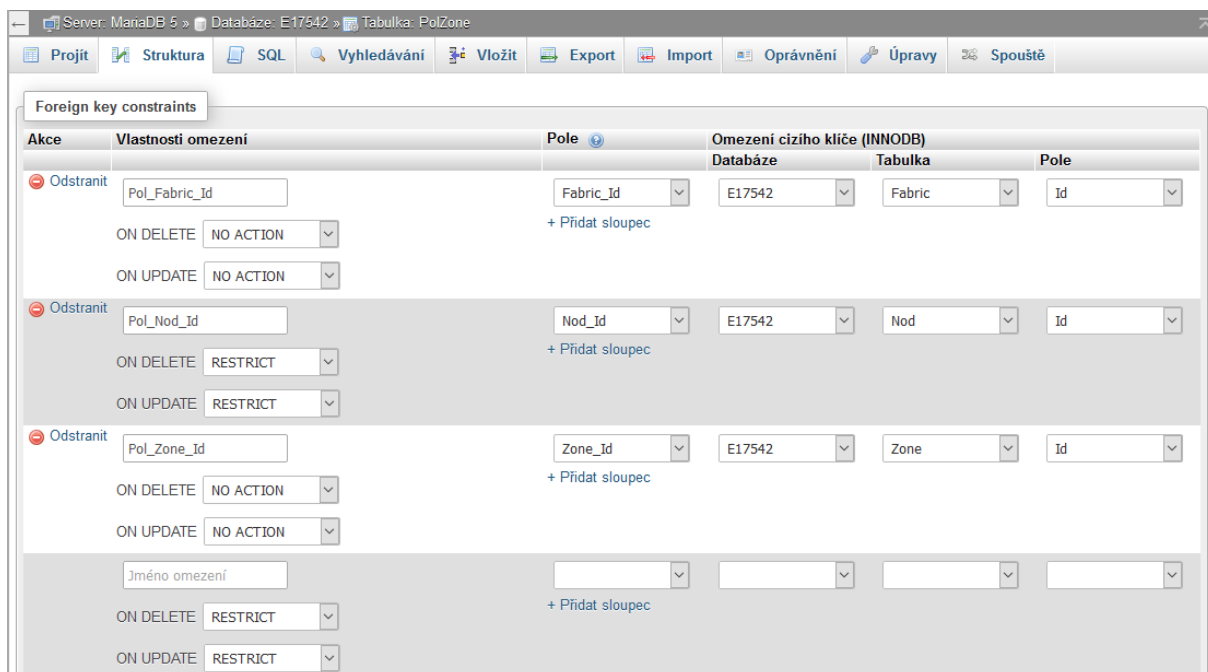 ← Server: MariaDB 5 » Databáze: E17542 » Tabulka: PolZone
Projít Struktura SQL Vyhledávání Vložit Export Import Oprávnění Úpravy Spouště
Foreign key constraints
Akce Vlastnosti omezení Pole Omezení cizího klíče (INNODB)
Databáze Tabulka Pole
Odstranit Pol_Fabric_Id Fabric_Id E17542 Fabric Id
+ Přidat sloupec
ON DELETE NO ACTION
ON UPDATE NO ACTION
Odstranit Pol_Nod_Id Nod_Id E17542 Nod Id
+ Přidat sloupec
ON DELETE RESTRICT
ON UPDATE RESTRICT
Odstranit Pol_Zone_Id Zone_Id E17542 Zone Id
+ Přidat sloupec
ON DELETE NO ACTION
ON UPDATE NO ACTION
Jméno omezení
+ Přidat sloupec
ON DELETE RESTRICT
ON UPDATE RESTRICT